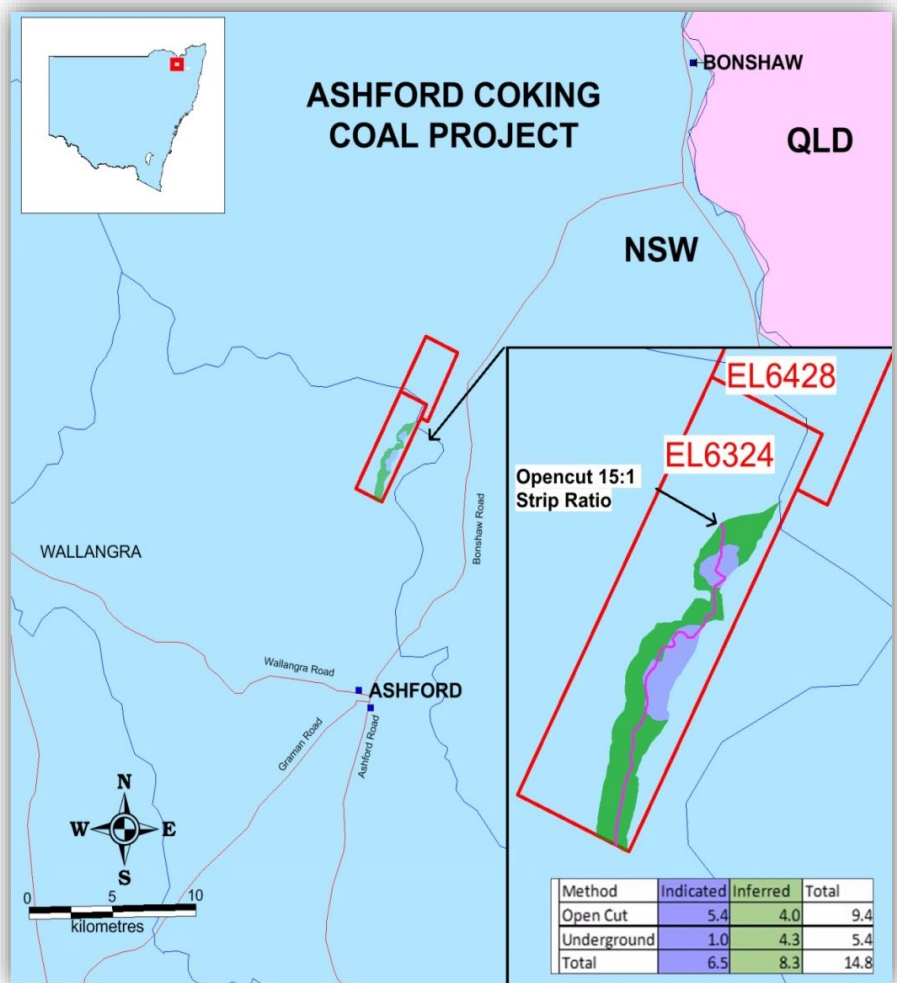 ASHFORD COKING
COAL PROJECT
BONSHAW
QLD
NSW
EL6428
EL6324
Opencut 15:1
Strip Ratio
Bonshaw Road
WALLANGRA
Wallangra Road
ASHFORD
Graman Road
Ashford Road
N
W E
S
0 5 10
kilometres
Method Indicated Inferred Total
Open Cut 5.4 4.0 9.4
Underground 1.0 4.3 5.4
Total 6.5 8.3 14.8